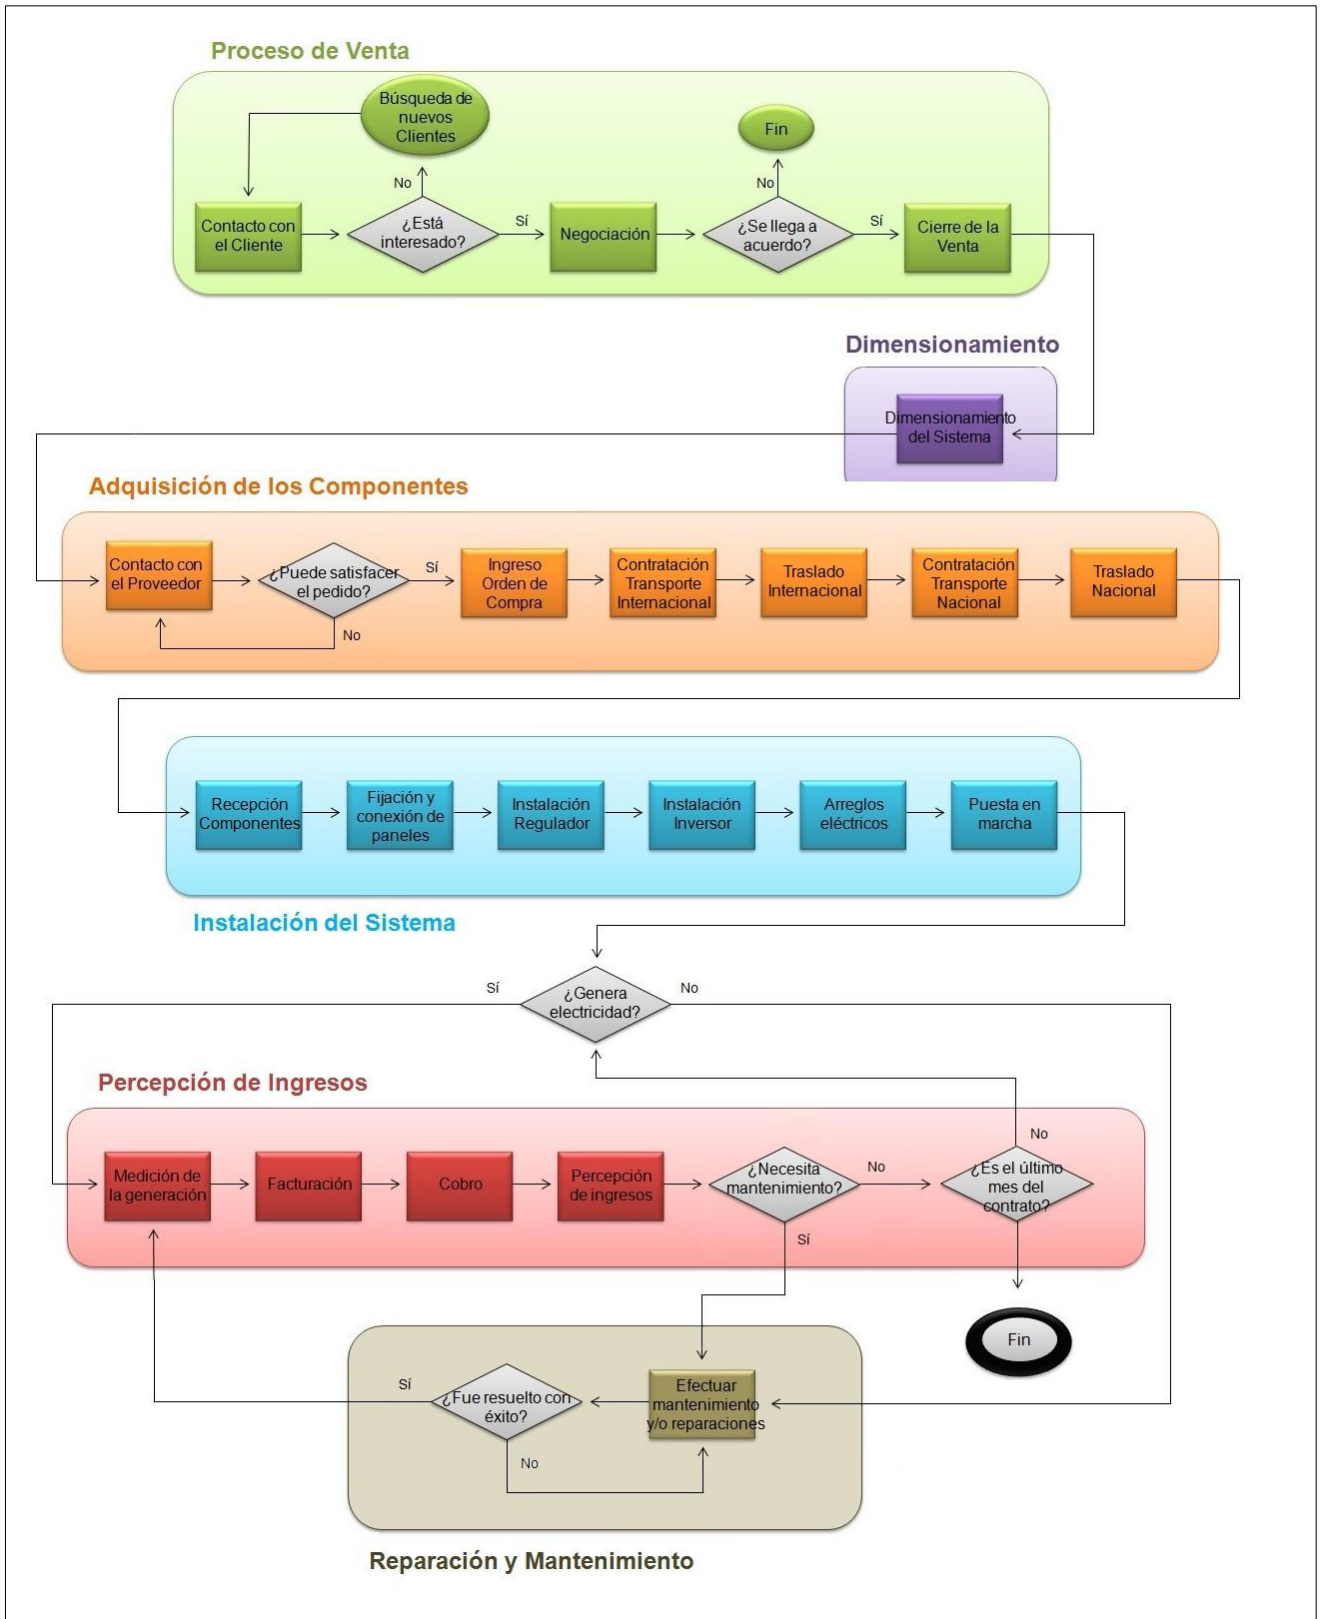 Proceso de Venta
Búsqueda de
nuevos
Clientes
Fin
No
No
Contacto con
el Cliente
¿Está
interesado?
Sí
Negociación
¿Se llega a
acuerdo?
Sí
Cierre de la
Venta
Dimensionamiento
Dimensionamiento
del Sistema
Adquisición de los Componentes
Contacto con
el Proveedor
¿Puede satisfacer
el pedido?
Sí
No
Ingreso
Orden de
Compra
Contratación
Transporte
Internacional
Traslado
Internacional
Contratación
Transporte
Nacional
Traslado
Nacional
Recepción
Componentes
Fijación y
conexión de
paneles
Instalación
Regulador
Instalación
Inversor
Arreglos
eléctricos
Puesta en
marcha
Instalación del Sistema
Sí
¿Genera
electricidad?
No
Percepción de Ingresos
Medición de
la generación
Facturación
Cobro
Percepción
de ingresos
¿Necesita
mantenimiento?
No
Sí
No
¿Es el último
mes del
contrato?
Fin
Sí
¿Fue resuelto con
éxito?
No
Efectuar
mantenimiento
y/o reparaciones
Reparación y Mantenimiento